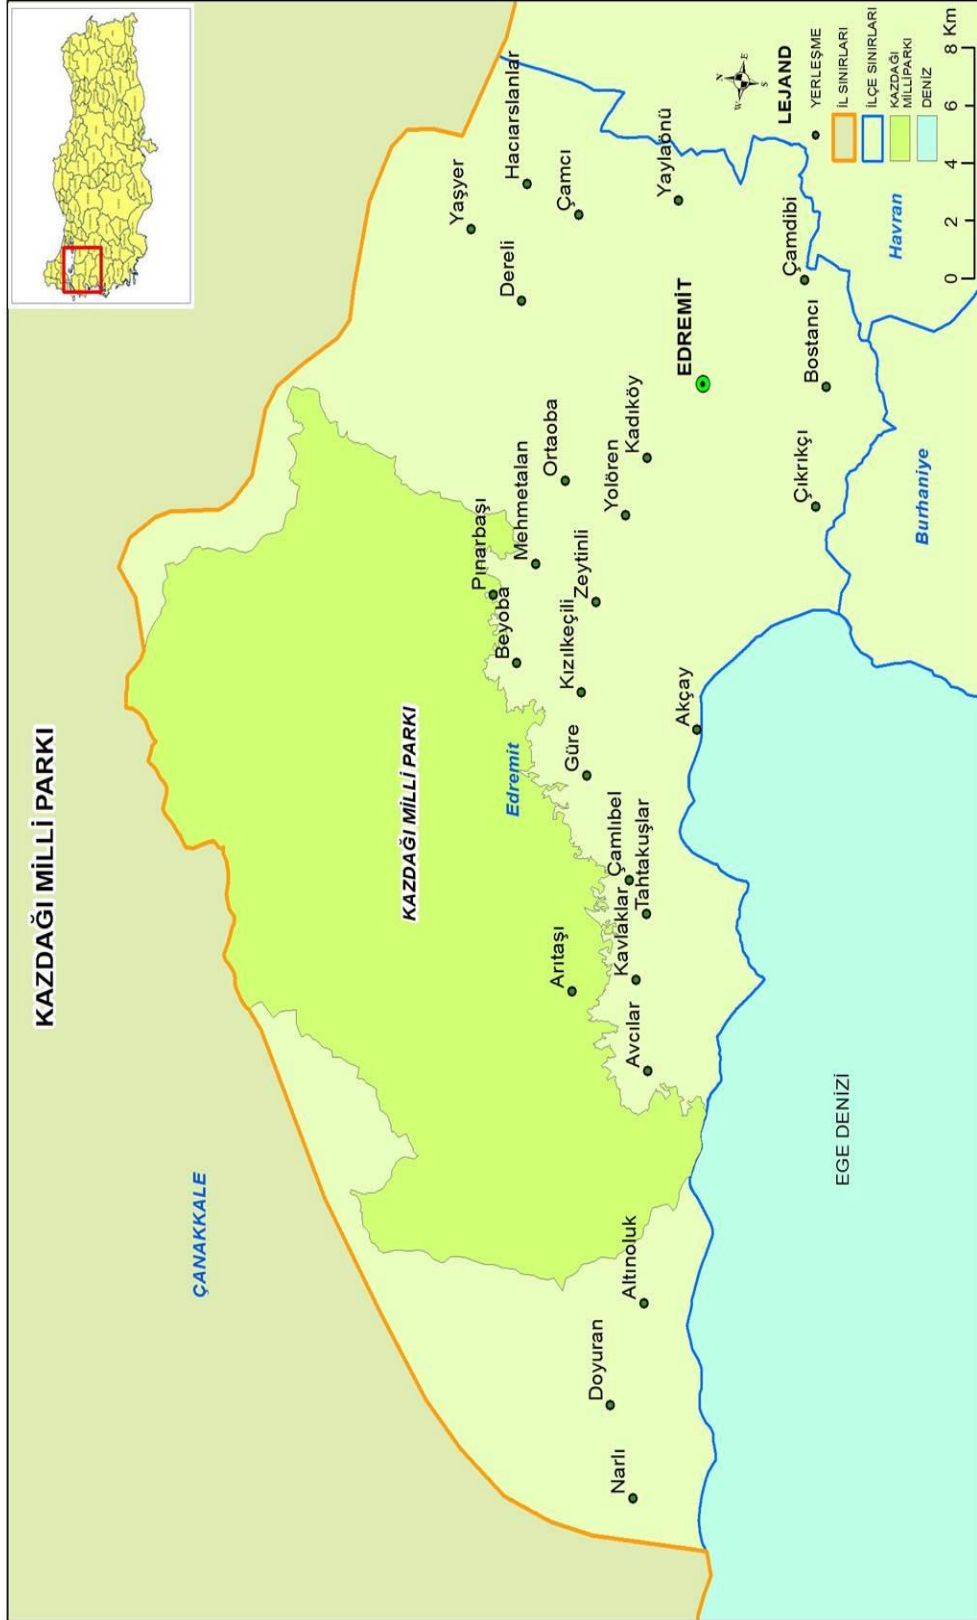 KAZDAĞI MİLLİ PARKI
ÇANAKKALE
KAZDAĞI MİLLİ PARKI
Edremit
Yaşyer
Hacıarslanlar
Dereli
Çamcı
Yaylaönü
Pınarbaşı
Mehmetalan
Ortaoba
Beyoba
Yolören
Kadıköy
EDREMİT
Kızılkeçili
Zeytinli
Güre
Arıtaşı
Çamlıbel
Kavlaklar
Tahtakuşlar
Avcılar
Akçay
Altınoluk
Doyuran
Narlı
Çamdibi
Bostancı
Çıkrıkçı
Havran
Burhaniye
EGE DENİZİ
N
W
E
S
LEJAND
YERLEŞME
İL SINIRLARI
İLÇE SINIRLARI
KAZDAĞI
MİLLİPARKI
DENİZ
0 2 4 6 8 Km